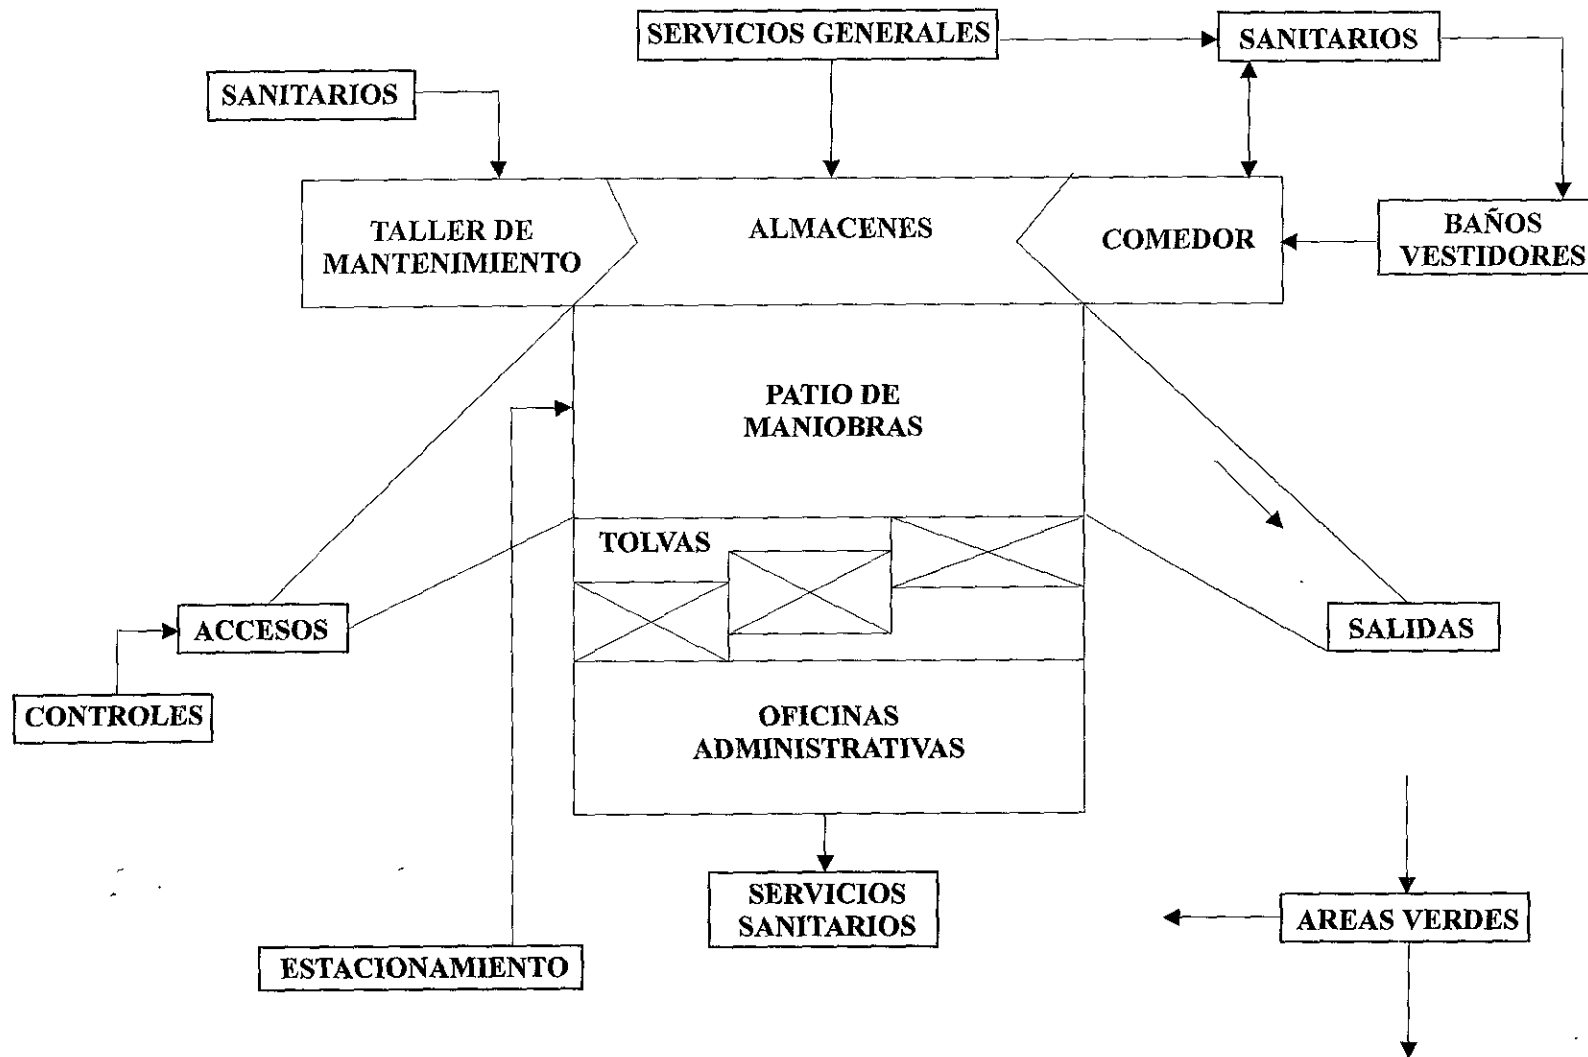 SERVICIOS GENERALES
SANITARIOS
SANITARIOS
TALLER DE
MANTENIMIENTO
ALMACENES
COMEDOR
BAÑOS
VESTIDORES
PATIO DE
MANIOBRAS
TOLVAS
ACCESOS
SALIDAS
CONTROLES
OFICINAS
ADMINISTRATIVAS
SERVICIOS
SANITARIOS
AREAS VERDES
ESTACIONAMIENTO